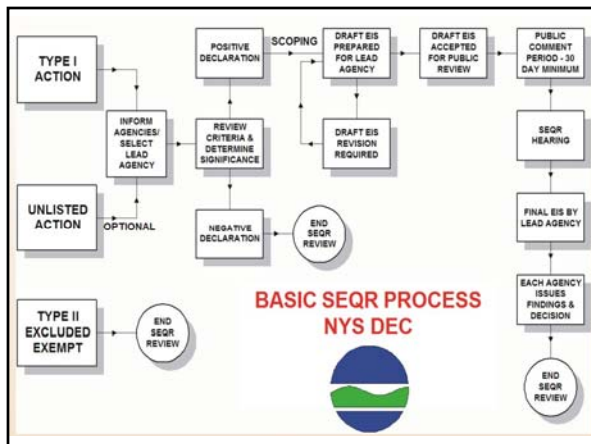 TYPE I
ACTION
UNLISTED
ACTION
TYPE II
EXCLUDED
EXEMPT
INFORM
AGENCIES/
SELECT
LEAD
AGENCY
OPTIONAL
POSITIVE
DECLARATION
REVIEW
CRITERIA &
DETERMINE
SIGNIFICANCE
NEGATIVE
DECLARATION
END
SEQR
REVIEW
END
SEQR
REVIEW
SCOPING
DRAFT EIS
PREPARED
FOR LEAD
AGENCY
DRAFT EIS
REVISION
REQUIRED
DRAFT EIS
ACCEPTED
FOR PUBLIC
REVIEW
PUBLIC
COMMENT
PERIOD - 30
DAY MINIMUM
SEQR
HEARING
FINAL EIS BY
LEAD AGENCY
EACH AGENCY
ISSUES
FINDINGS &
DECISION
END
SEQR
REVIEW
BASIC SEQR PROCESS
NYS DEC